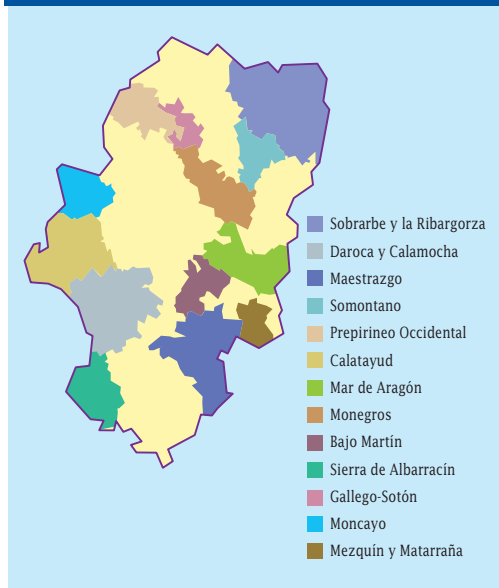 Sobrarbe y la Ribargorza
Daroca y Calamocha
Maestrazgo
Somontano
Prepirineo Occidental
Calatayud
Mar de Aragón
Monegros
Bajo Martín
Sierra de Albarracín
Gallego-Sotón
Moncayo
Mezquín y Matarraña